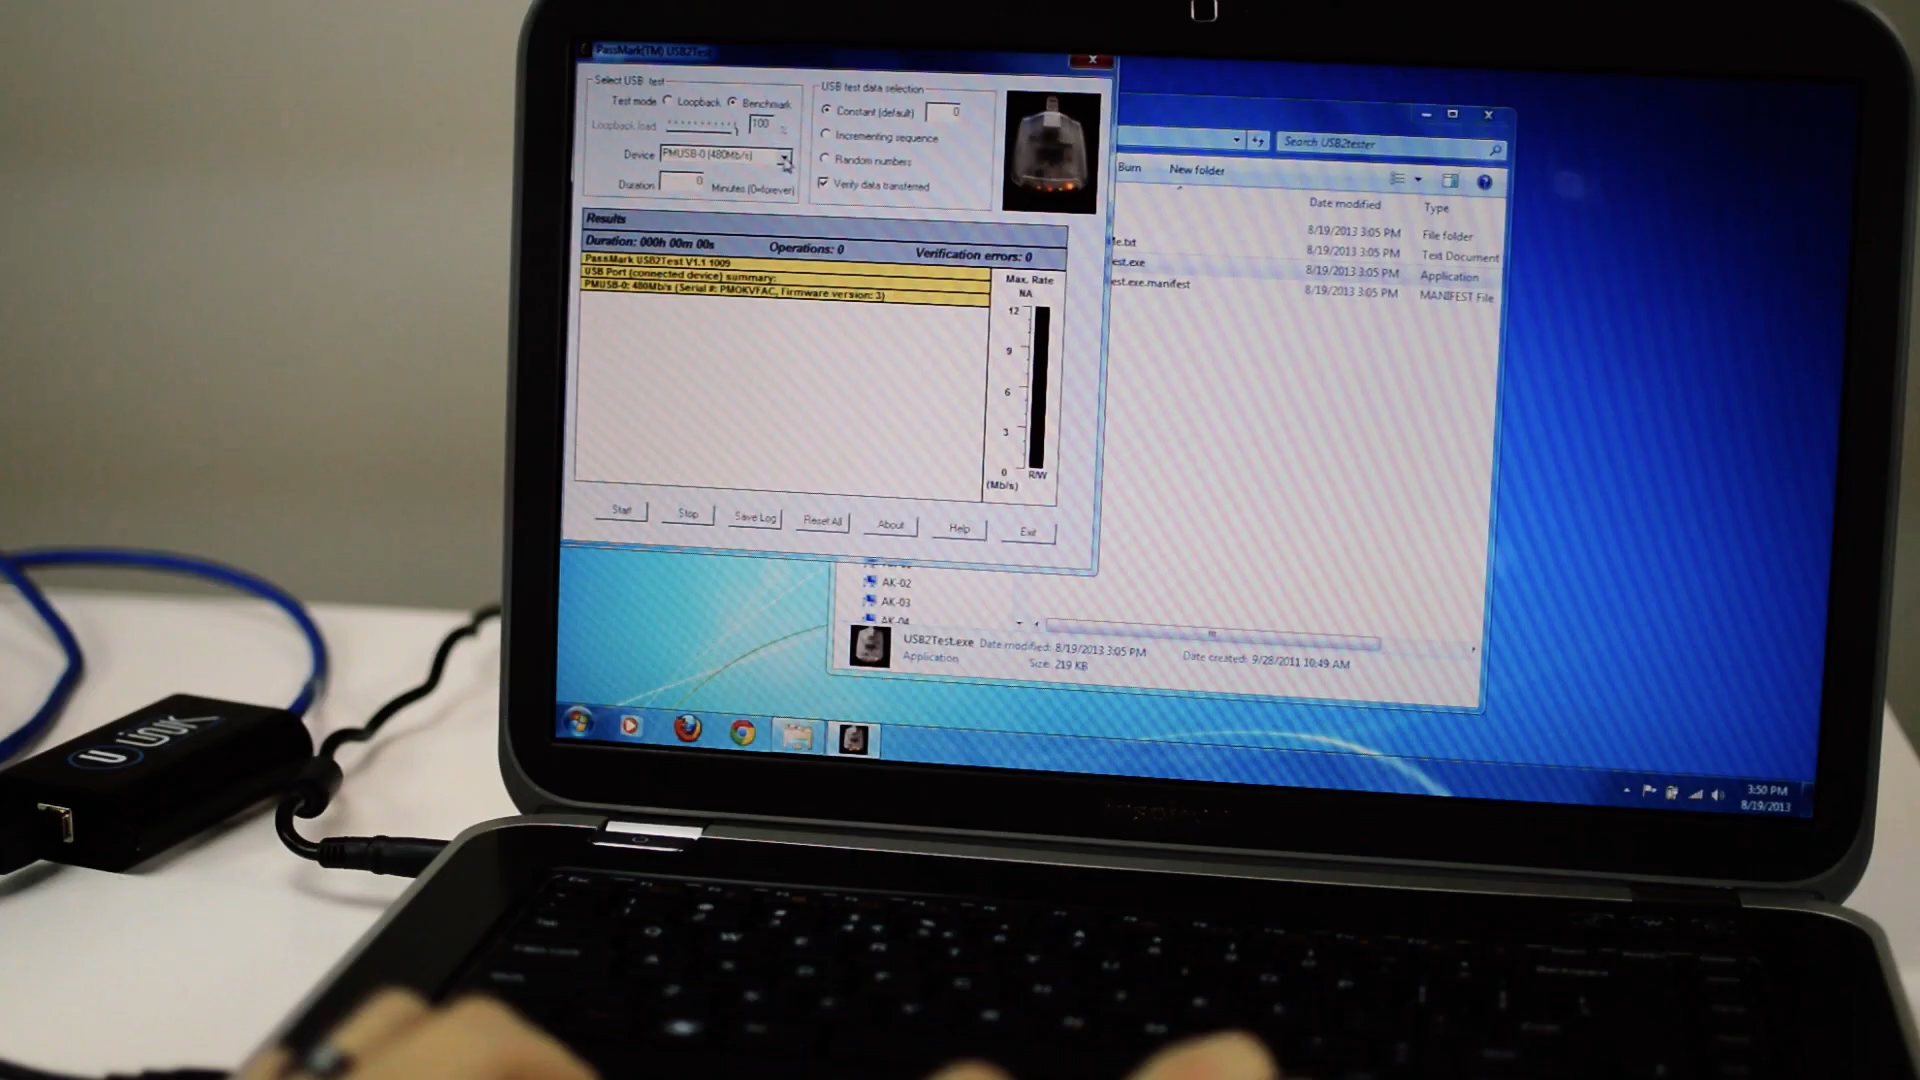 PassMark(TM) USB2Test
Select USB test
Test mode Loopback Benchmark
Loopback load 100 %
Device PMUSB-0 (480Mb/s)
Duration 0 Minutes (0=forever)
USB test data selection
Constant (default) 0
Incrementing sequence
Random numbers
Verify data transferred
Results
Duration: 000h 00m 00s Operations: 0 Verification errors: 0
PassMark USB2Test V1.1 1009
USB Port (connected device) summary:
PMUSB-0: 480Mb/s (Serial #: PMOKVFAC, Firmware version: 3)
Max. Rate
NA
12
9
6
3
0
R/W
(Mb/s)
Start Stop Save Log Reset All About Help Exit
Search USB2tester
Burn New folder
Date modified Type
8/19/2013 3:05 PM File folder
8/19/2013 3:05 PM Text Document
est.exe 8/19/2013 3:05 PM Application
est.exe.manifest 8/19/2013 3:05 PM MANIFEST File
AK-02
AK-03
AK-04
USB2Test.exe Date modified: 8/19/2013 3:05 PM Date created: 9/28/2011 10:49 AM
Application Size: 219 KB
3:50 PM
8/19/2013
U LINK